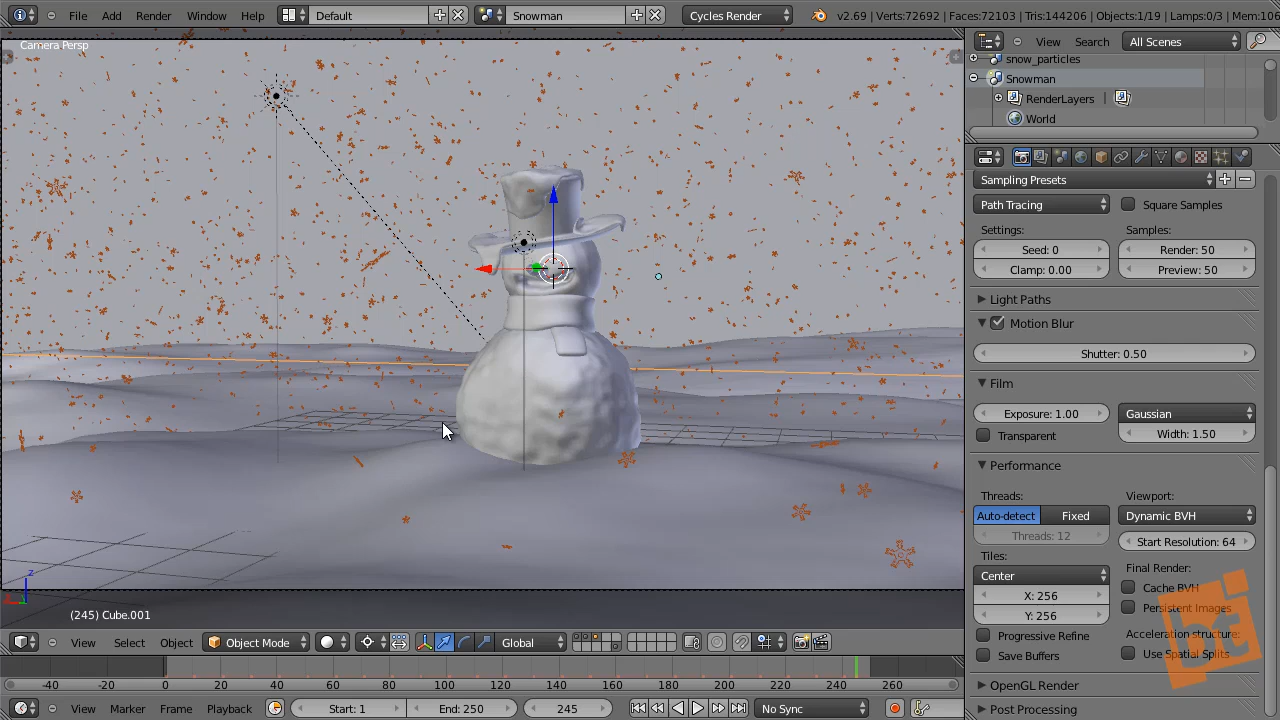 File Add Render Window Help Default Snowman Cycles Render v2.69 | Verts:72692 | Faces:72103 | Tris:144206 | Objects:1/19 | Lamps:0/3 | Mem:106
Camera Persp
View Search All Scenes
snow_particles
Snowman
RenderLayers |
World
Sampling Presets
Path Tracing Square Samples
Settings: Samples:
Seed: 0 Render: 50
Clamp: 0.00 Preview: 50
Light Paths
Motion Blur
Shutter: 0.50
Film
Exposure: 1.00 Gaussian
Transparent Width: 1.50
Performance
Threads: Viewport:
Auto-detect Fixed Dynamic BVH
Threads: 12 Start Resolution: 64
Tiles: Final Render:
Center Cache BVH
X: 256 Persistent Images
Y: 256
Progressive Refine Acceleration structure:
Save Buffers Use Spatial Splits
OpenGL Render
Post Processing
bt
z
(245) Cube.001
View Select Object Object Mode Global
-40 -20 0 20 40 60 80 100 120 140 160 180 200 220 240 260
View Marker Frame Playback Start: 1 End: 250 245 No Sync